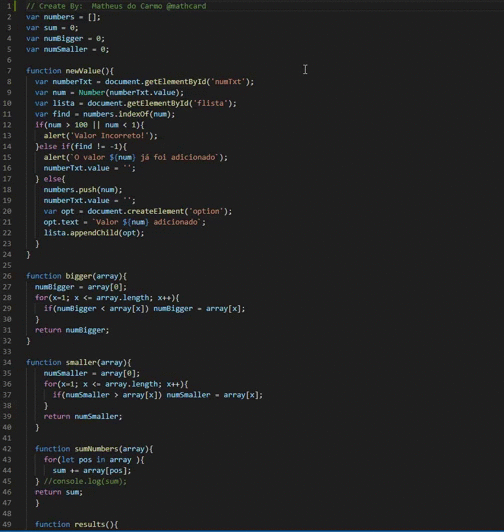 1 // Create By:  Matheus do Carmo @mathcard
2 var numbers = [];
3 var sum = 0;
4 var numBigger = 0;
5 var numSmaller = 0;
6
7 function newValue(){
8   var numberTxt = document.getElementById('numTxt');
9   var num = Number(numberTxt.value);
10   var lista = document.getElementById('flista');
11   var find = numbers.indexOf(num);
12   if(num > 100 || num < 1){
13     alert('Valor Incorreto!');
14   }else if(find != -1){
15     alert(`O valor ${num} já foi adicionado`);
16     numberTxt.value = '';
17   } else{
18     numbers.push(num);
19     numberTxt.value = '';
20     var opt = document.createElement('option');
21     opt.text = `Valor ${num} adicionado`;
22     lista.appendChild(opt);
23   }
24 }
25
26 function bigger(array){
27   numBigger = array[0];
28   for(x=1; x <= array.length; x++){
29     if(numBigger < array[x]) numBigger = array[x];
30   }
31   return numBigger;
32 }
33
34 function smaller(array){
35     numSmaller = array[0];
36     for(x=1; x <= array.length; x++){
37       if(numSmaller > array[x]) numSmaller = array[x];
38     }
39     return numSmaller;
40   }
41
42   function sumNumbers(array){
43     for(let pos in array ){
44       sum += array[pos];
45   } //console.log(sum);
46   return sum;
47   }
48
49   function results(){